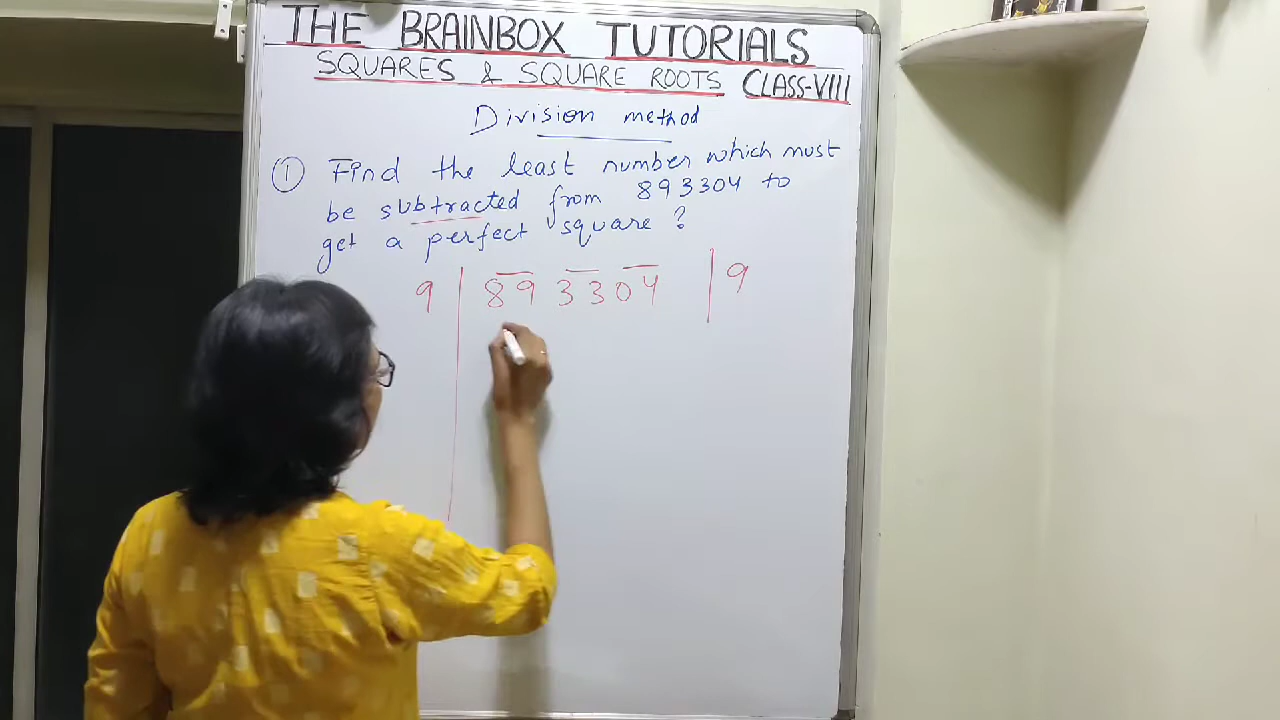 THE BRAINBOX TUTORIALS
SQUARES & SQUARE ROOTS CLASS-VIII
Division method
① Find the least number which must
be subtracted from 893304 to
get a perfect square?
9 | 89 33 04 | 9